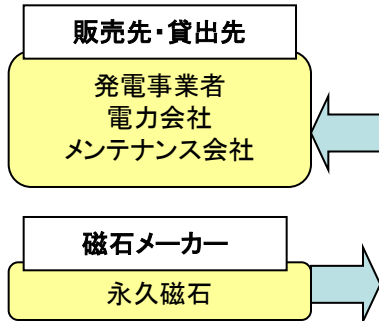 販売先・貸出先
発電事業者
電力会社
メンテナンス会社
磁石メーカー
永久磁石